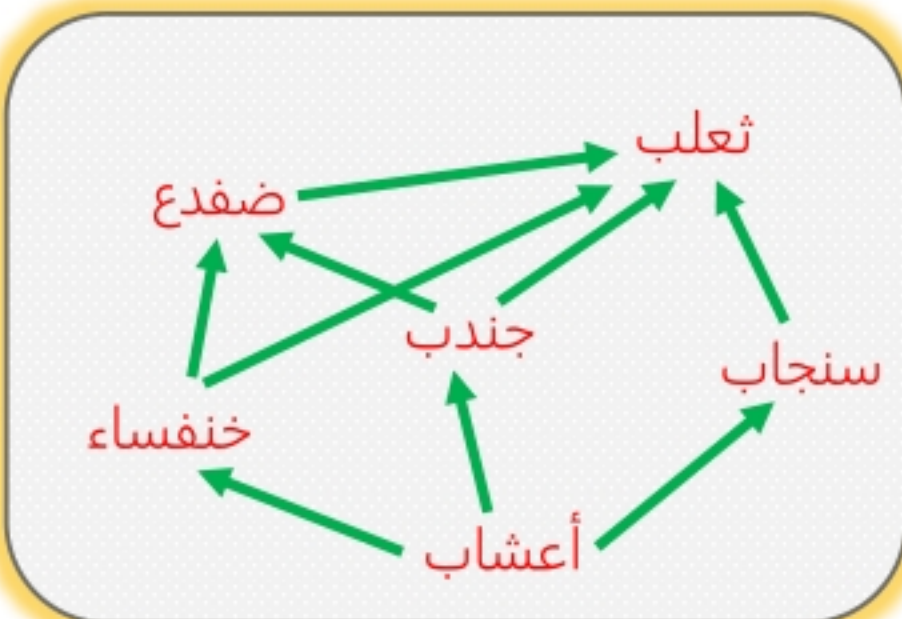 ثعلب
ضفدع
جندب
سنجاب
خنفساء
أعشاب